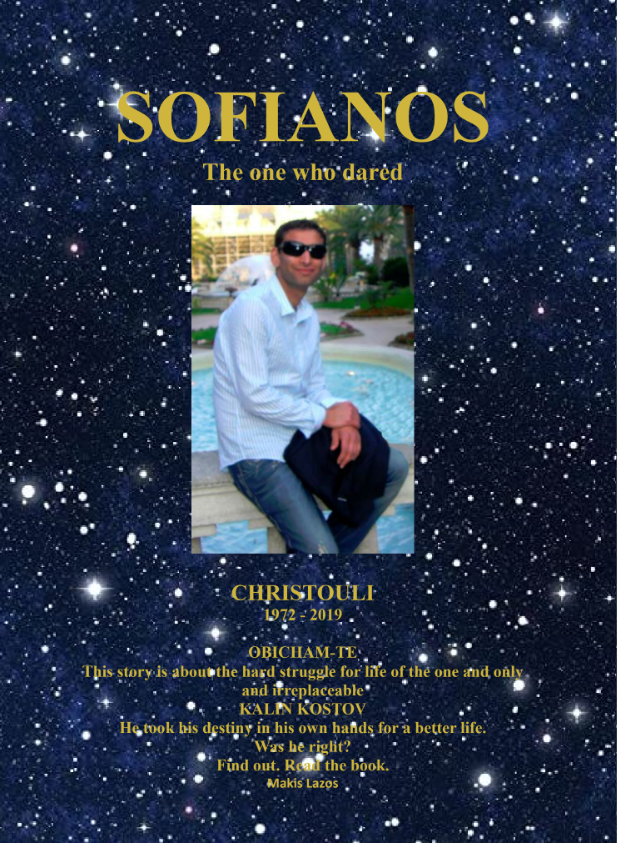 SOFIANOS
The one who dared
CHRISTOULI
1972 - 2019
OBICHAM-TE
This story is about the hard struggle for life of the one and only
and irreplaceable
KALIN KOSTOV
He took his destiny in his own hands for a better life.
Was he right?
Find out. Read the book.
Makis Lazos